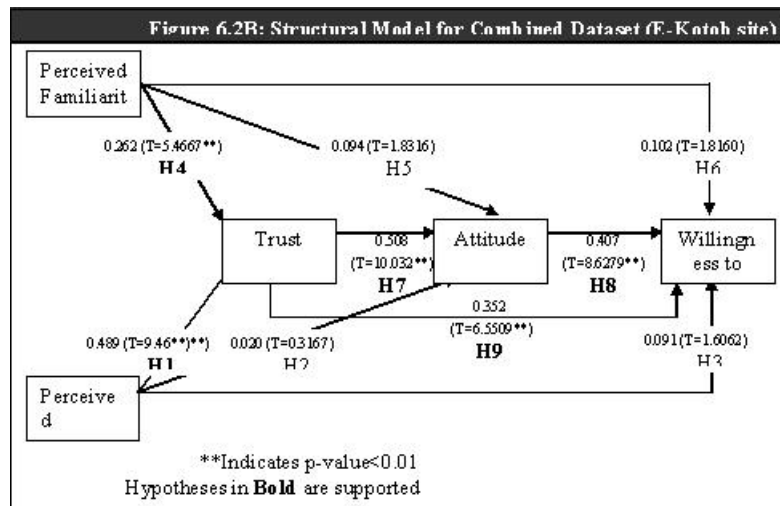 Figure 6.2B: Structural Model for Combined Dataset (E-Kotob site)
Perceived
Familiarit
0.262 (T=5.4667**)
H4
0.094 (T=1.8316)
H5
0.102 (T=1.8160)
H6
Trust
0.508
(T=10.032**)
H7
Attitude
0.407
(T=8.6279**)
H8
Willingn
ess to
0.352
(T=6.5509**)
H9
0.489 (T=9.46**)**)
H1
0.020 (T=0.3167)
H2
0.091 (T=1.6062)
H3
Perceive
d
**Indicates p-value<0.01
Hypotheses in Bold are supported